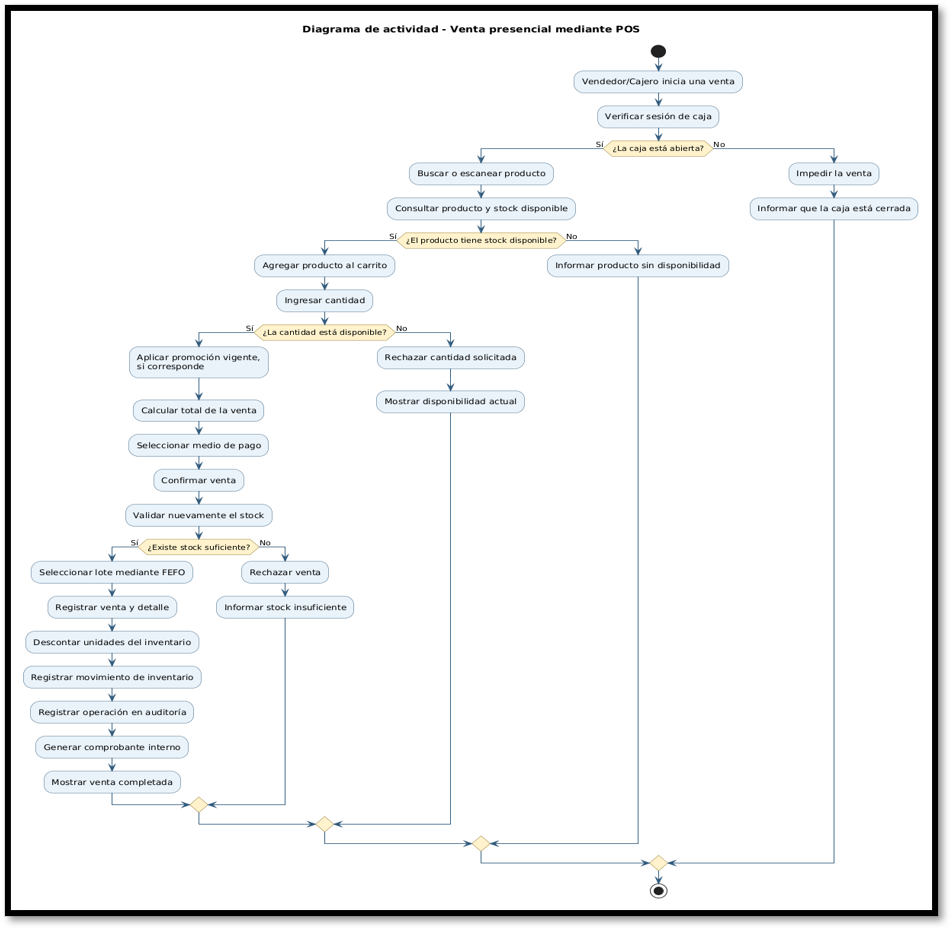 Diagrama de actividad - Venta presencial mediante POS
Vendedor/Cajero inicia una venta
Verificar sesión de caja
¿La caja está abierta?
Sí
No
Buscar o escanear producto
Impedir la venta
Consultar producto y stock disponible
Informar que la caja está cerrada
¿El producto tiene stock disponible?
Sí
No
Agregar producto al carrito
Informar producto sin disponibilidad
Ingresar cantidad
¿La cantidad está disponible?
Sí
No
Aplicar promoción vigente,
si corresponde
Rechazar cantidad solicitada
Calcular total de la venta
Mostrar disponibilidad actual
Seleccionar medio de pago
Confirmar venta
Validar nuevamente el stock
¿Existe stock suficiente?
Sí
No
Seleccionar lote mediante FEFO
Rechazar venta
Registrar venta y detalle
Informar stock insuficiente
Descontar unidades del inventario
Registrar movimiento de inventario
Registrar operación en auditoría
Generar comprobante interno
Mostrar venta completada